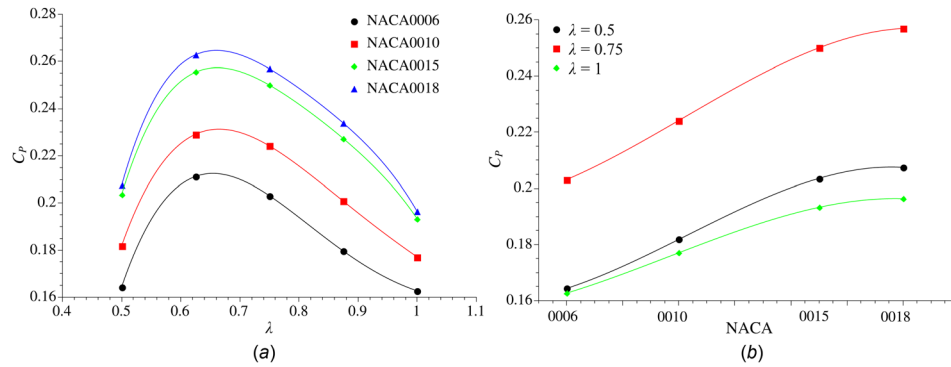 0.28
0.26
0.24
0.22
0.2
0.18
0.16
C_P
0.4 0.5 0.6 0.7 0.8 0.9 1 1.1
λ
NACA0006
NACA0010
NACA0015
NACA0018
(a)
0.26
0.24
0.22
0.2
0.18
0.16
C_P
λ = 0.5
λ = 0.75
λ = 1
0006 0010 0015 0018
NACA
(b)